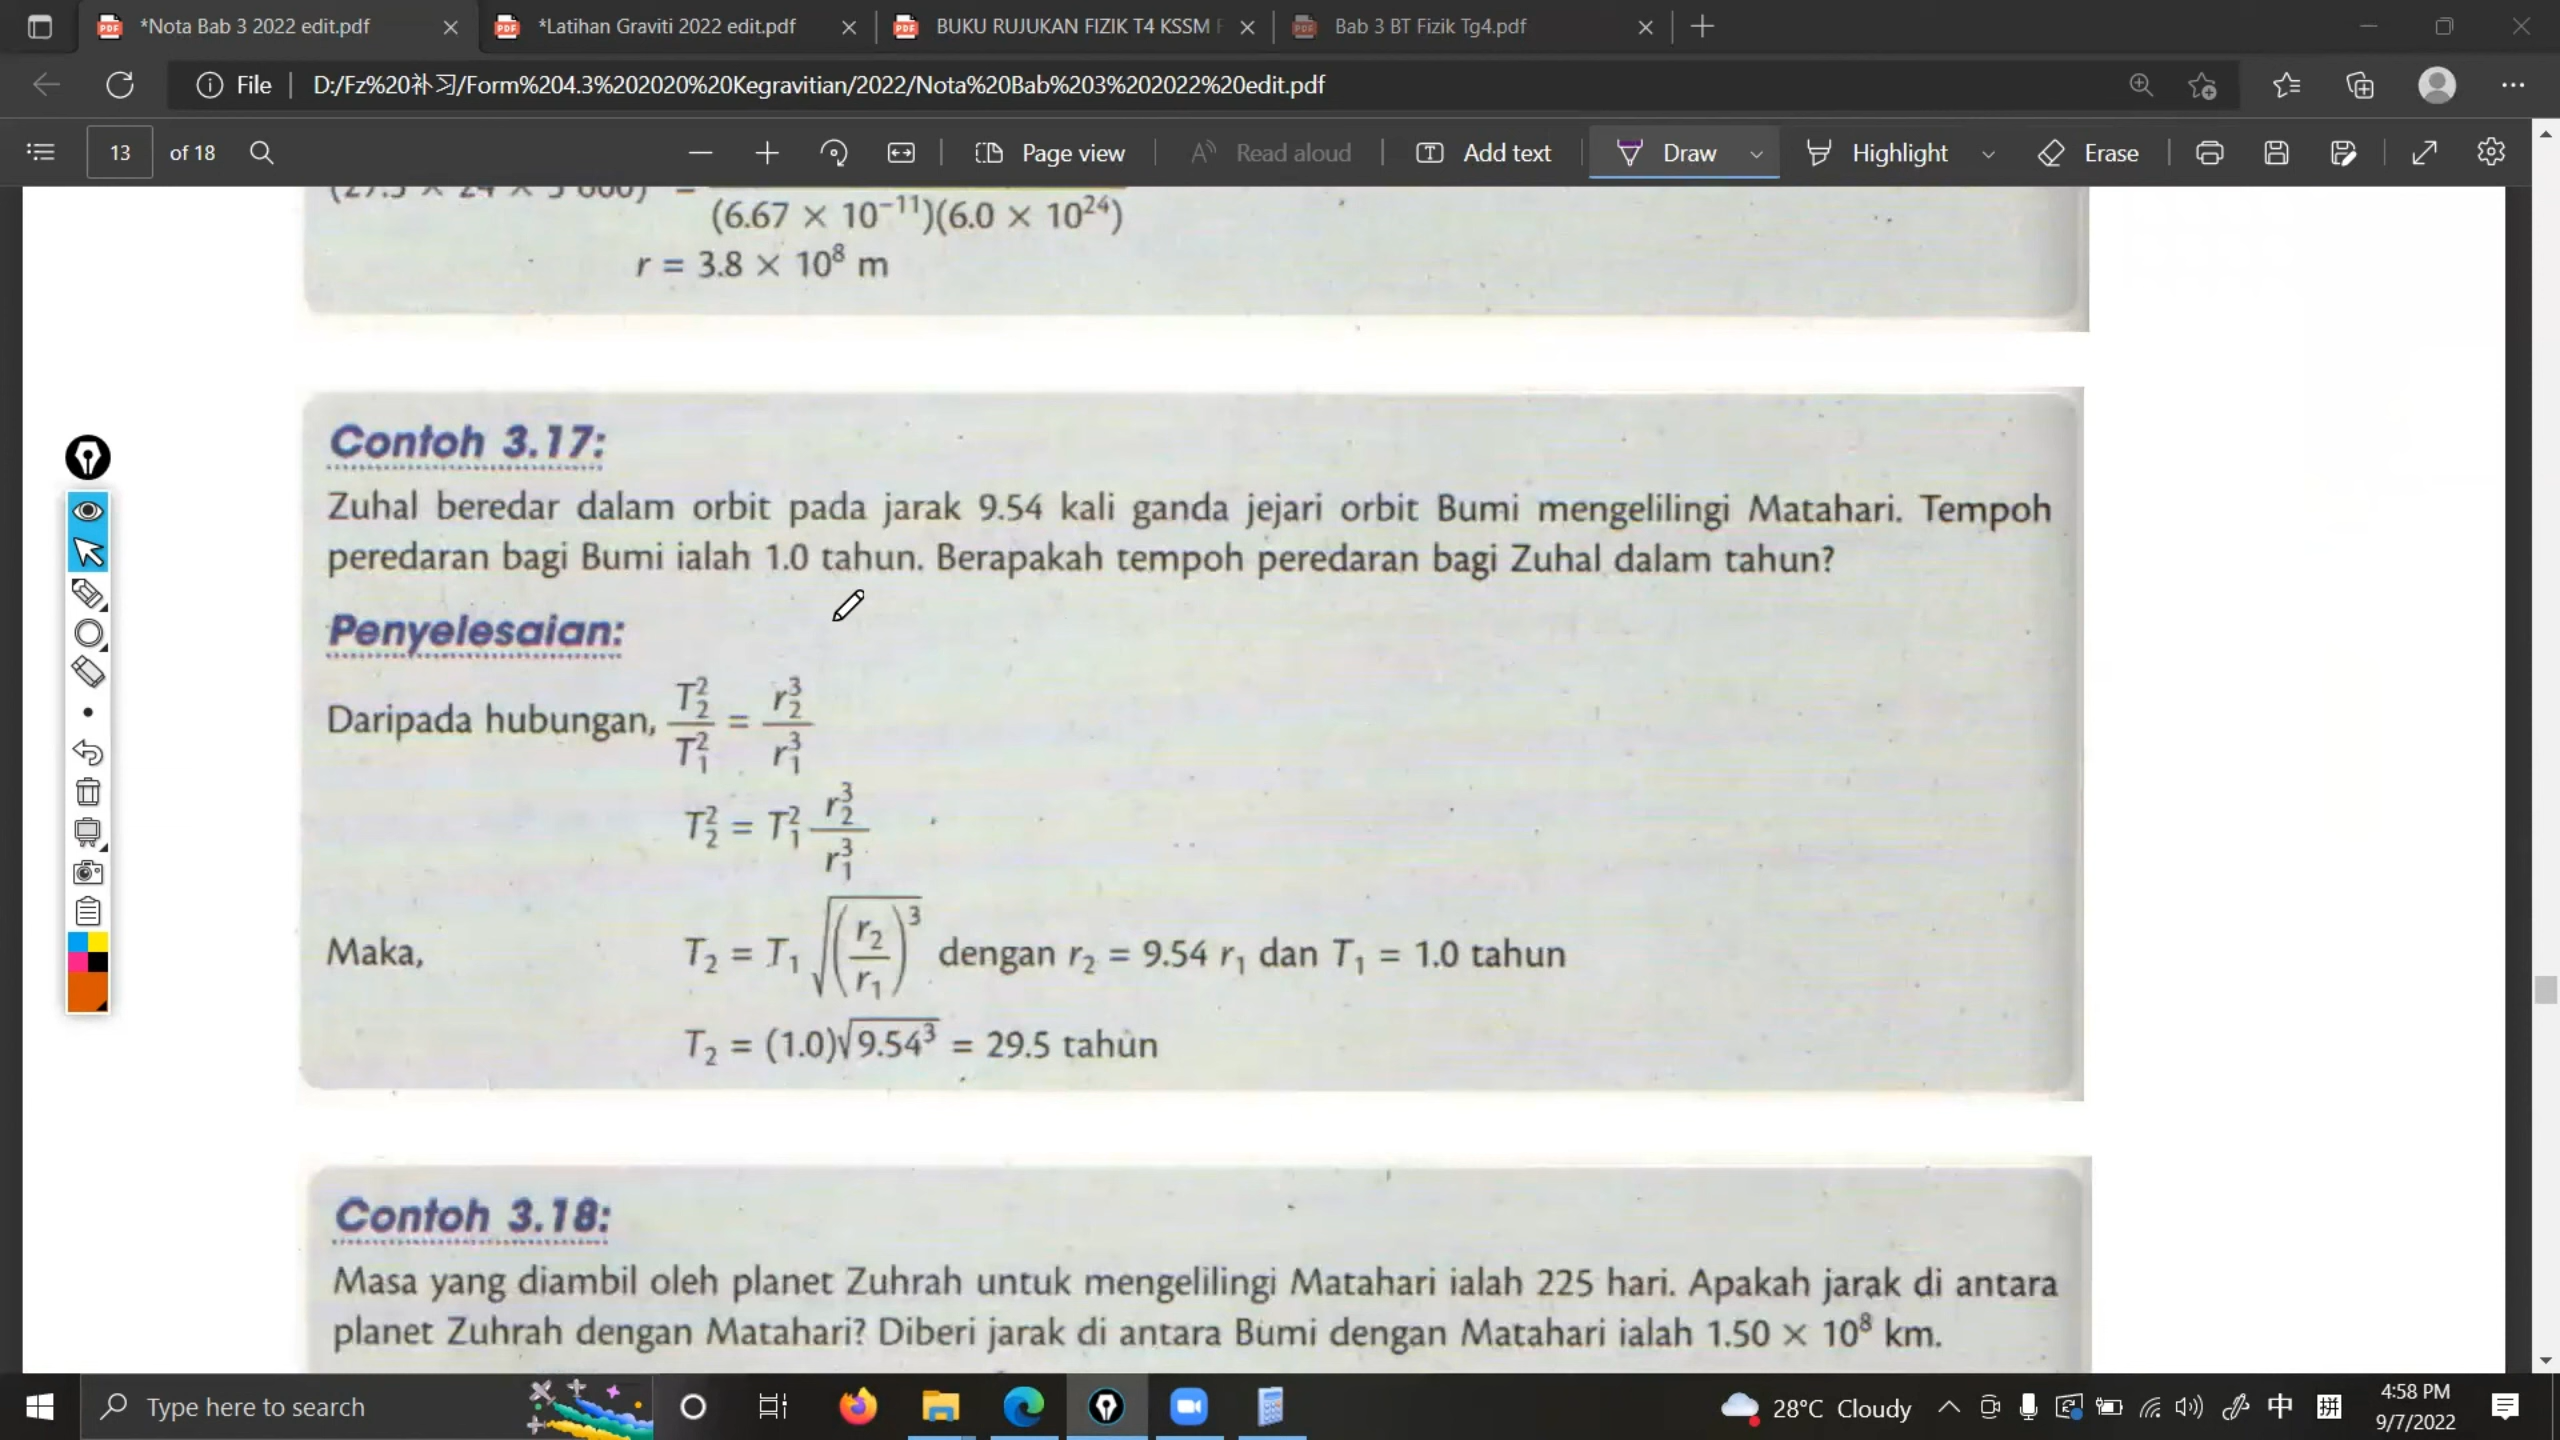 *Nota Bab 3 2022 edit.pdf
*Latihan Graviti 2022 edit.pdf
BUKU RUJUKAN FIZIK T4 KSSM F
Bab 3 BT Fizik Tg4.pdf
File
D:/Fz%20补习/Form%204.3%202020%20Kegravitian/2022/Nota%20Bab%203%202022%20edit.pdf
13 of 18
Page view
Read aloud
Add text
Draw
Highlight
Erase
(6.67 × 10⁻¹¹)(6.0 × 10²⁴)
r = 3.8 × 10⁸ m
Contoh 3.17:
Zuhal beredar dalam orbit pada jarak 9.54 kali ganda jejari orbit Bumi mengelilingi Matahari. Tempoh
peredaran bagi Bumi ialah 1.0 tahun. Berapakah tempoh peredaran bagi Zuhal dalam tahun?
Penyelesaian:
Daripada hubungan, T₂²/T₁² = r₂³/r₁³
T₂² = T₁² r₂³/r₁³
Maka, T₂ = T₁ √(r₂/r₁)³ dengan r₂ = 9.54 r₁ dan T₁ = 1.0 tahun
T₂ = (1.0)√9.54³ = 29.5 tahun
Contoh 3.18:
Masa yang diambil oleh planet Zuhrah untuk mengelilingi Matahari ialah 225 hari. Apakah jarak di antara
planet Zuhrah dengan Matahari? Diberi jarak di antara Bumi dengan Matahari ialah 1.50 × 10⁸ km.
Type here to search
28°C Cloudy
中
拼
4:58 PM
9/7/2022